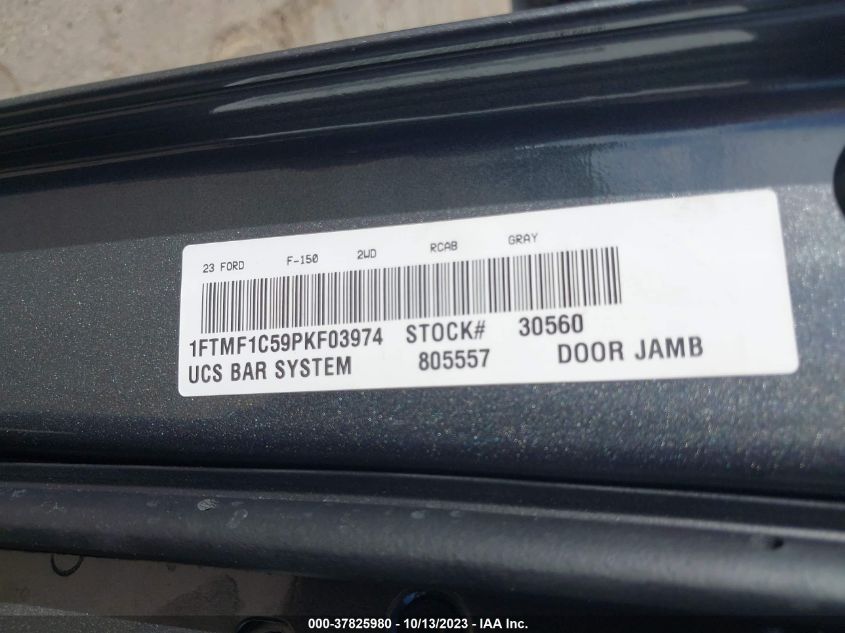 23 FORD F-150 2WD RCAB GRAY
1FTMF1C59PKF03974 STOCK# 30560
UCS BAR SYSTEM 805557 DOOR JAMB
000-37825980 - 10/13/2023 - IAA Inc.